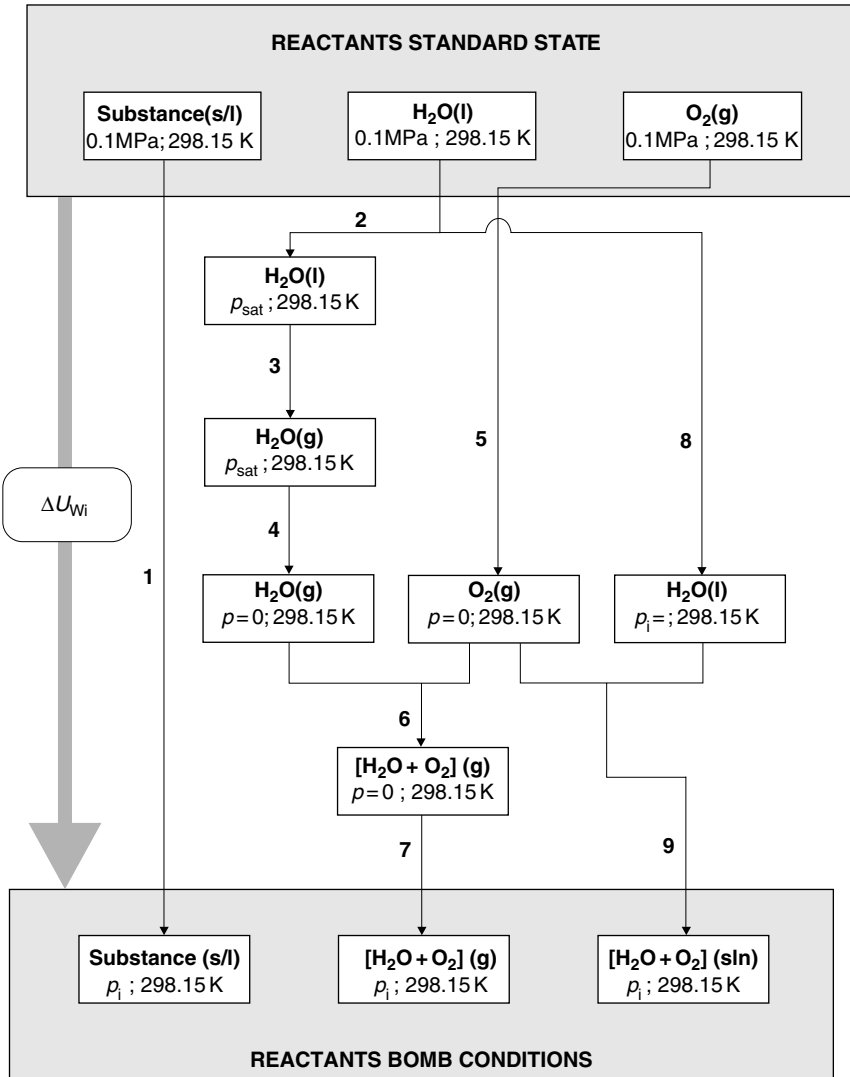 REACTANTS STANDARD STATE
Substance(s/l)
0.1MPa; 298.15 K
H₂O(l)
0.1MPa ; 298.15 K
O₂(g)
0.1MPa ; 298.15 K
2
H₂O(l)
psat ; 298.15 K
3
H₂O(g)
psat ; 298.15 K
5
8
ΔUWi
4
1
H₂O(g)
p = 0; 298.15 K
O₂(g)
p = 0; 298.15 K
H₂O(l)
pi = ; 298.15 K
6
[H₂O + O₂] (g)
p = 0 ; 298.15 K
7
9
Substance (s/l)
pi ; 298.15 K
[H₂O + O₂] (g)
pi ; 298.15 K
[H₂O + O₂] (sln)
pi ; 298.15 K
REACTANTS BOMB CONDITIONS